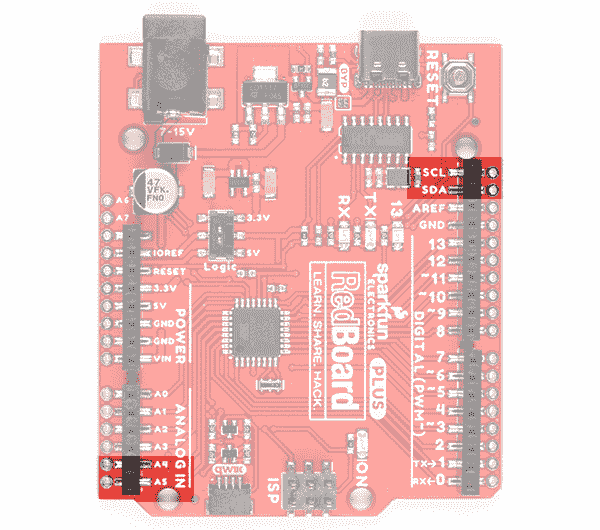 7-15V
BYP
RESET
47
VFK.
FNO
SCL
SDA
AREF
GND
13
12
~11
~10
~9
8
7
~6
~5
4
~3
2
TX→1
RX←0
DIGITAL (PWM~)
A6
A7
IOREF
RESET
3.3V
5V
GND
GND
VIN
POWER
A0
A1
A2
A3
A4
A5
ANALOG IN
3.3V
5V
Logic
RX
TX
13
sparkfun
ELECTRONICS
RedBoard
PLUS
LEARN. SHARE. HACK.
QWIIC
ISP
ON